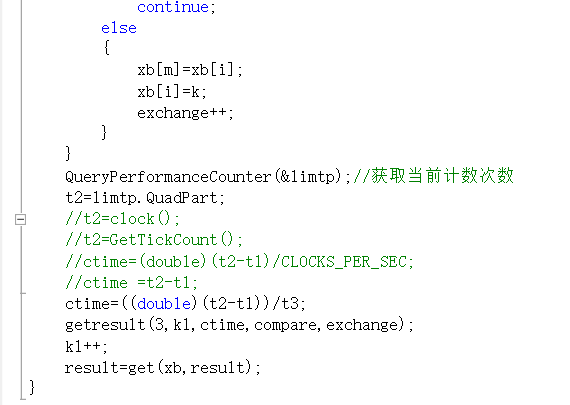 continue;
else
{
xb[m]=xb[i];
xb[i]=k;
exchange++;
}
}
QueryPerformanceCounter(&limtp);//获取当前计数次数
t2=limtp.QuadPart;
//t2=clock();
//t2=GetTickCount();
//ctime=(double)(t2-t1)/CLOCKS_PER_SEC;
//ctime =t2-t1;
ctime=((double)(t2-t1))/t3;
getresult(3,k1,ctime,compare,exchange);
k1++;
result=get(xb,result);
}